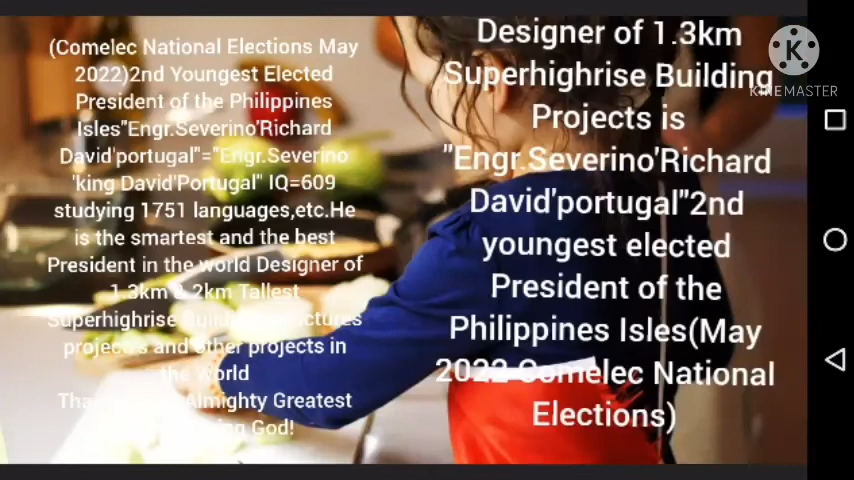 (Comelec National Elections May
2022)2nd Youngest Elected
President of the Philippines
Isles"Engr.Severino'Richard
David'portugal"="Engr.Severino
'king David'Portugal" IQ=609
studying 1751 languages,etc.He
is the smartest and the best
President in the world Designer of
1.3km & 2km Tallest
Superhighrise
projects and other projects in
the world
Almighty Greatest
God!
Designer of 1.3km
Superhighrise Building
Projects is
"Engr.Severino'Richard
David'portugal"2nd
youngest elected
President of the
Philippines Isles(May
2022 Comelec National
Elections)
KINEMASTER